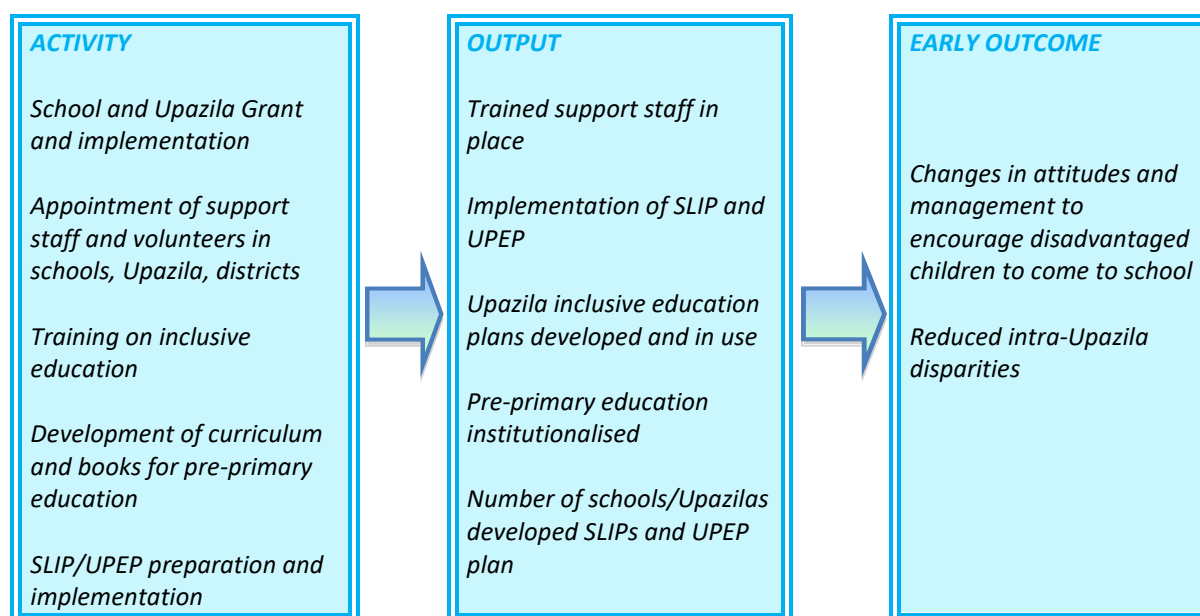 ACTIVITY
School and Upazila Grant
and implementation
Appointment of support
staff and volunteers in
schools, Upazila, districts
Training on inclusive
education
Development of curriculum
and books for pre-primary
education
SLIP/UPEP preparation and
implementation
OUTPUT
Trained support staff in
place
Implementation of SLIP and
UPEP
Upazila inclusive education
plans developed and in use
Pre-primary education
institutionalised
Number of schools/Upazilas
developed SLIPs and UPEP
plan
EARLY OUTCOME
Changes in attitudes and
management to
encourage disadvantaged
children to come to school
Reduced intra-Upazila
disparities